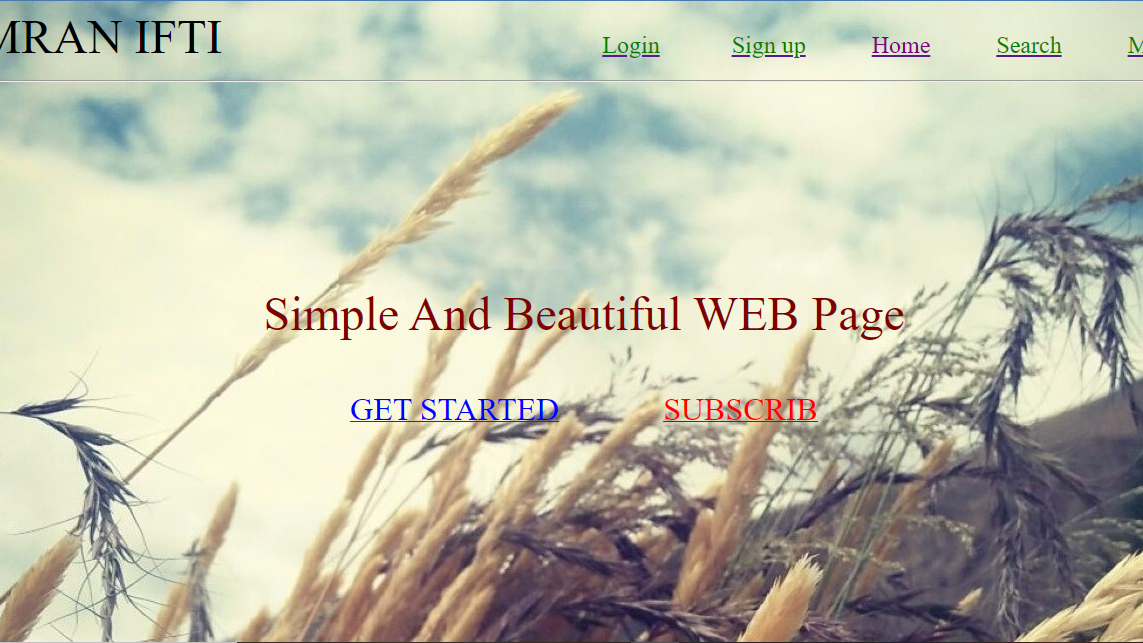 MRAN IFTI
Login Sign up Home Search M
Simple And Beautiful WEB Page
GET STARTED SUBSCRIB